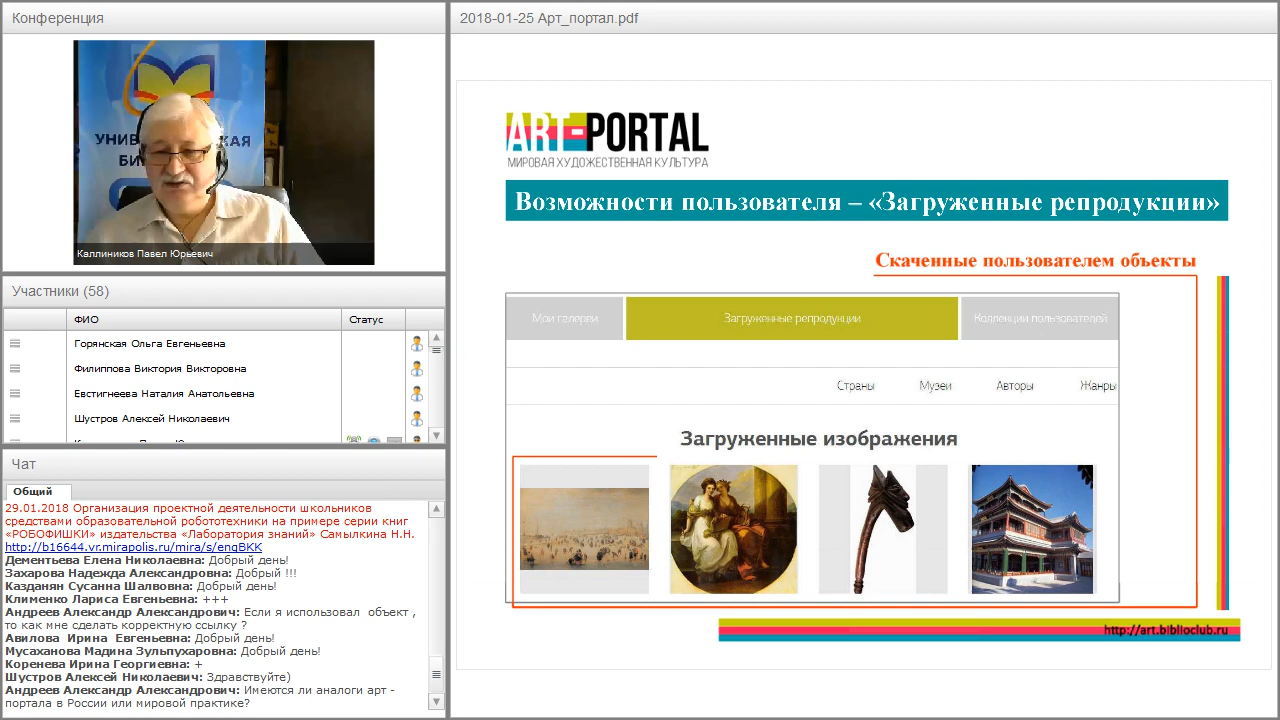 Конференция
УНИВ
СКАЯ
БИ
Каллиников Павел Юрьевич
Участники (58)
ФИО
Статус
Горянская Ольга Евгеньевна
Филиппова Виктория Викторовна
Евстигнеева Наталия Анатольевна
Шустров Алексей Николаевич
Чат
Общий
29.01.2018 Организация проектной деятельности школьников
средствами образовательной робототехники на примере серии книг
«РОБОФИШКИ» издательства «Лаборатория знаний» Самылкина Н.Н.
http://b16644.vr.mirapolis.ru/mira/s/enqBKK
Дементьева Елена Николаевна: Добрый день!
Захарова Надежда Александровна: Добрый !!!
Казданян Сусанна Шалвовна: Добрый день!
Клименко Лариса Евгеньевна: +++
Андреев Александр Александрович: Если я использовал объект ,
то как мне сделать корректную ссылку ?
Авилова Ирина Евгеньевна: Добрый день!
Мусаханова Мадина Зульпухаровна: Добрый день!
Коренева Ирина Георгиевна: +
Шустров Алексей Николаевич: Здравствуйте)
Андреев Александр Александрович: Имеются ли аналоги арт -
портала в России или мировой практике?
2018-01-25 Арт_портал.pdf
ART-PORTAL
МИРОВАЯ ХУДОЖЕСТВЕННАЯ КУЛЬТУРА
Возможности пользователя – «Загруженные репродукции»
Скаченные пользователем объекты
Мои галереи
Загруженные репродукции
Коллекции пользователей
Страны
Музеи
Авторы
Жанры
Загруженные изображения
http://art.biblioclub.ru